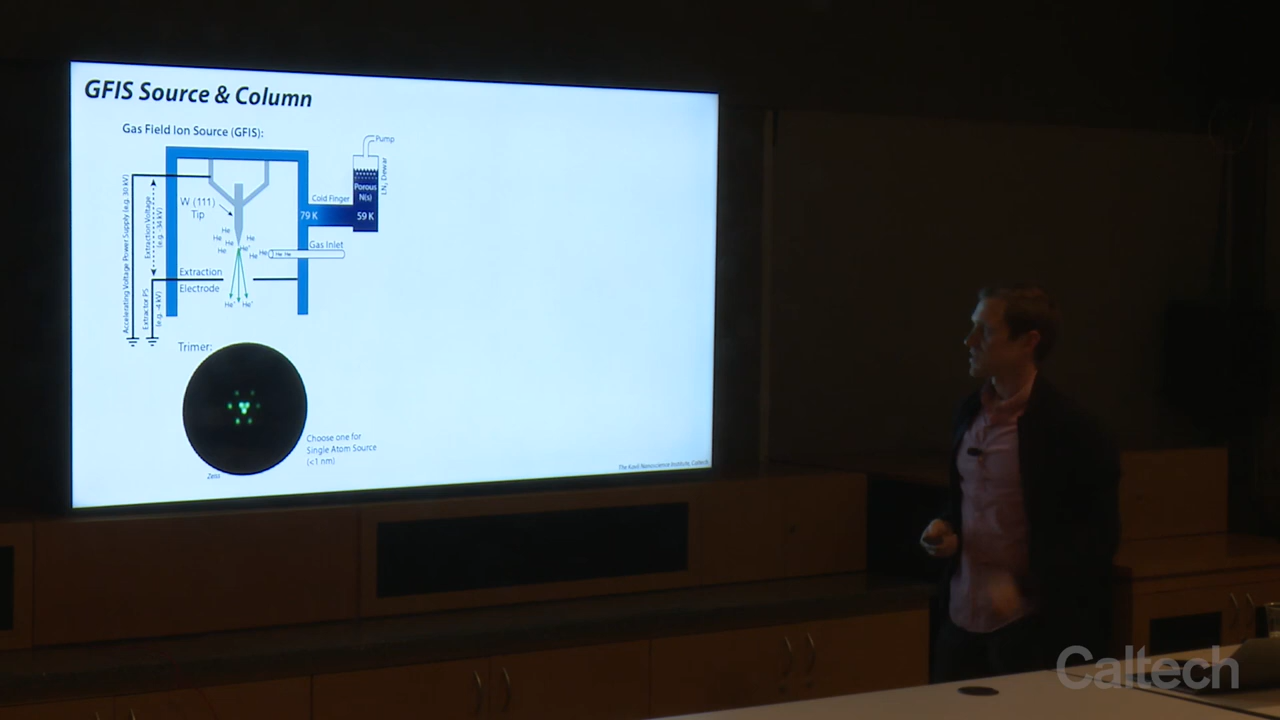 GFIS Source & Column
Gas Field Ion Source (GFIS):
Pump
LN₂ Dewar
Porous
N(s)
59 K
Cold Finger
79 K
W (111)
Tip
Accelerating Voltage Power Supply (e.g. 30 kV)
Extraction Voltage
(e.g. -34 kV)
He
He
He
He
He
He
He⁺
He
He
He He
Gas Inlet
Extraction
Electrode
Extractor PS
(e.g. -4 kV)
He⁺
He⁺
Trimer:
Choose one for
Single Atom Source
(<1 nm)
Zeiss
The Kavli Nanoscience Institute, Caltech
Caltech